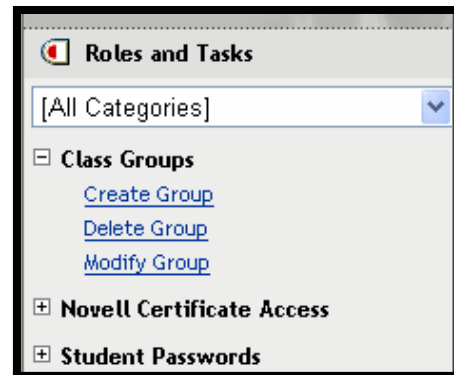 Roles and Tasks
[All Categories]
Class Groups
Create Group
Delete Group
Modify Group
Novell Certificate Access
Student Passwords